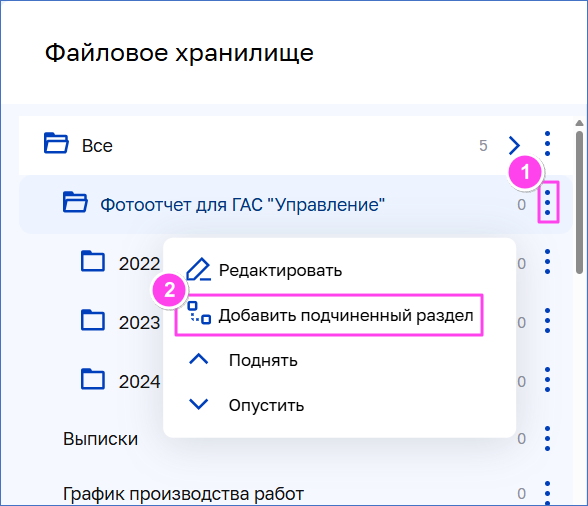 Файловое хранилище
Все 5
1
Фотоотчет для ГАС "Управление" 0
2022 0
Редактировать
2
2023 0
Добавить подчиненный раздел
Поднять
2024 0
Опустить
Выписки 0
График производства работ 0